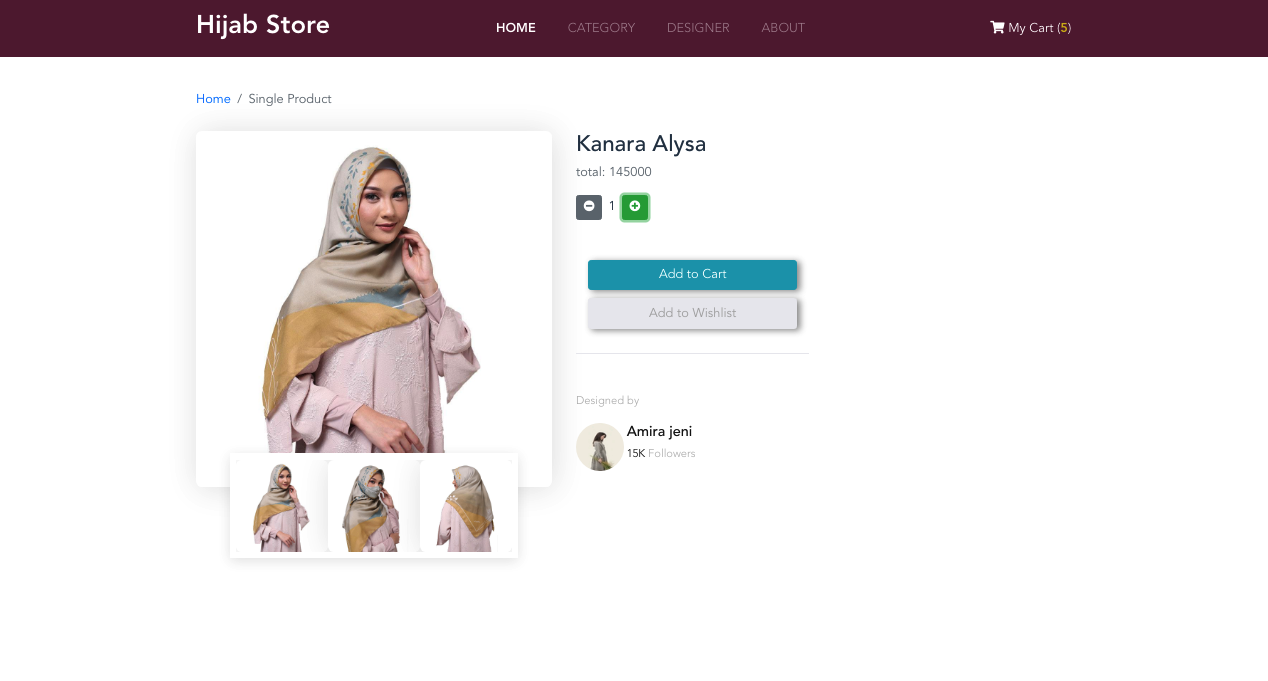 Hijab Store
HOME CATEGORY DESIGNER ABOUT
My Cart (5)
Home / Single Product
Kanara Alysa
total: 145000
1
Add to Cart
Add to Wishlist
Designed by
Amira jeni
15K Followers